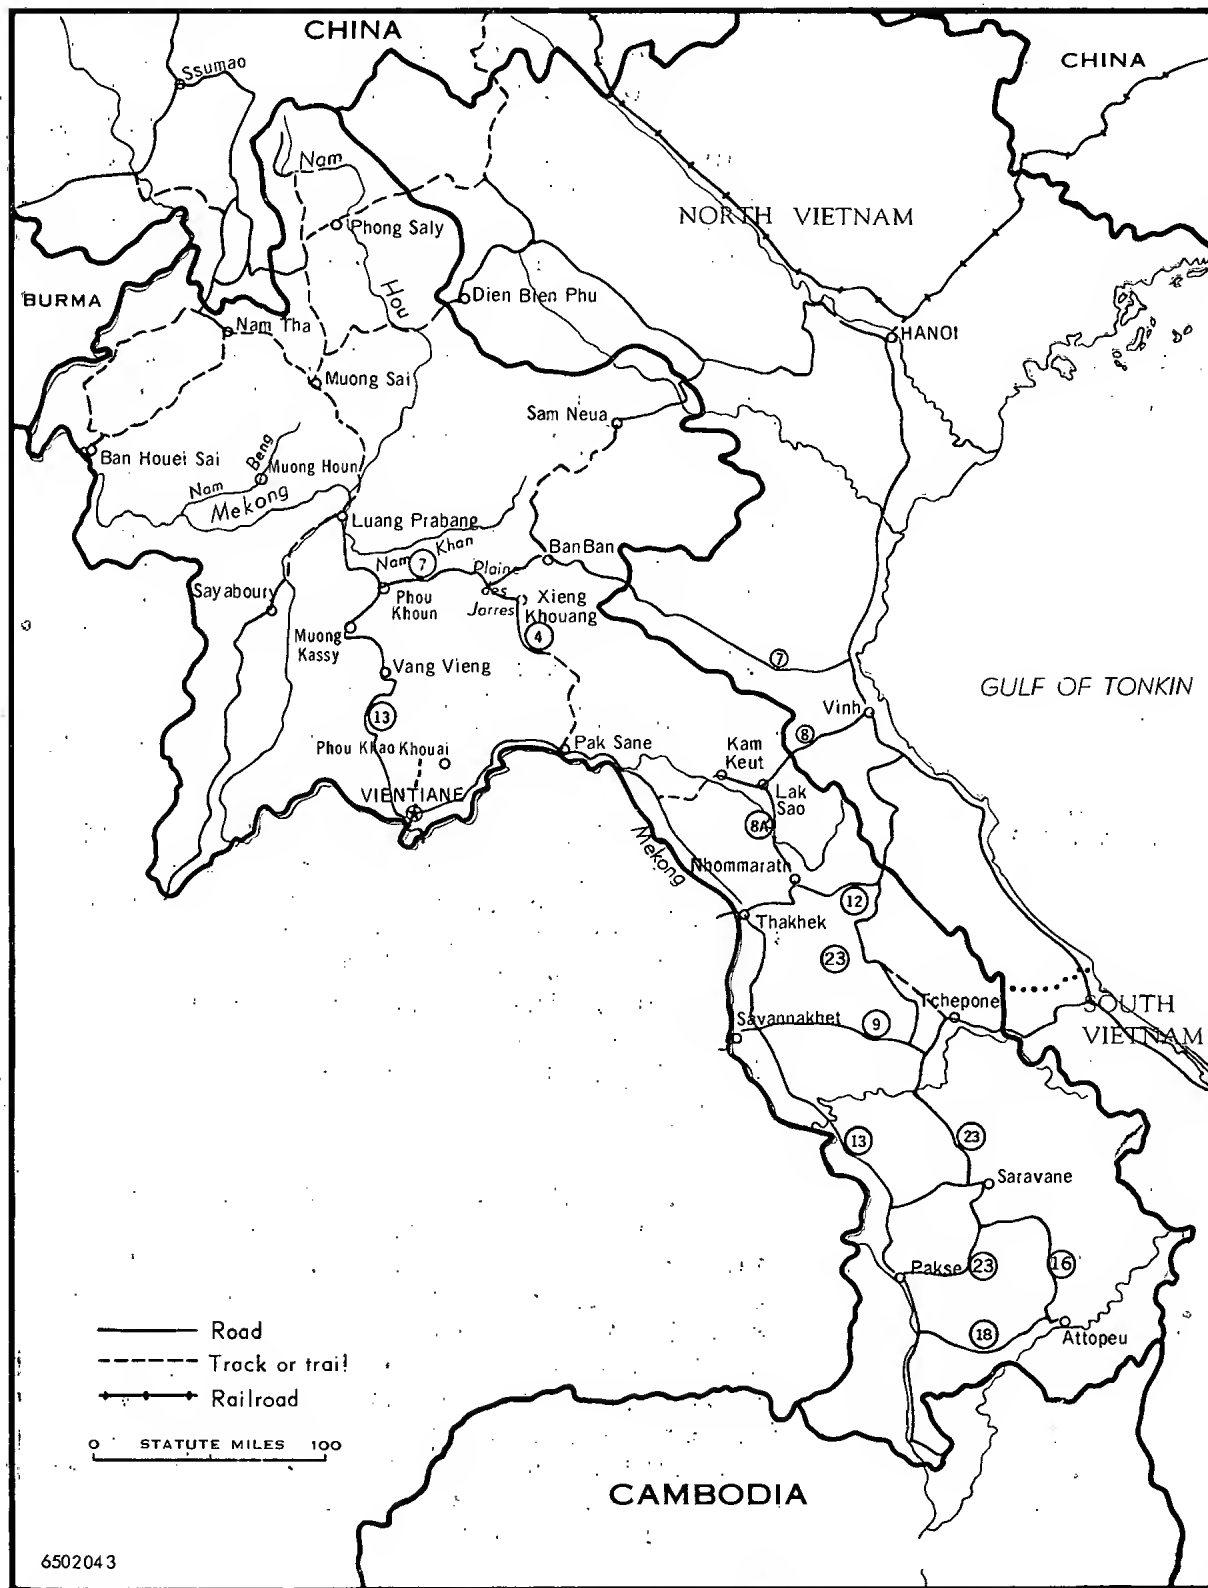 CHINA
CHINA
Ssumao
Nam
Phong Saly
NORTH VIETNAM
Hou
BURMA
Dien Bien Phu
Nam Tha
HANOI
Muong Sai
Sam Neua
Ban Houei Sai
Beng
Muong Houn
Nam
Mekong
Luang Prabang
Ban Ban
Nam Khan
7
Plaine
des
Jarres
Sayaboury
Phou
Khoun
Xieng
Khouang
4
Muong
Kassy
7
Vang Vieng
GULF OF TONKIN
Vinh
13
8
Phou Khao Khouai
Pak Sane
Kam
Keut
VIENTIANE
Lak
Sao
8A
Mekong
Nhommarath
12
Thakhek
23
Tchepone
SOUTH
VIETNAM
Savannakhet
9
13
23
Saravane
Pakse
23
16
18
Attopeu
Road
Track or trail
Railroad
0 STATUTE MILES 100
CAMBODIA
6502043